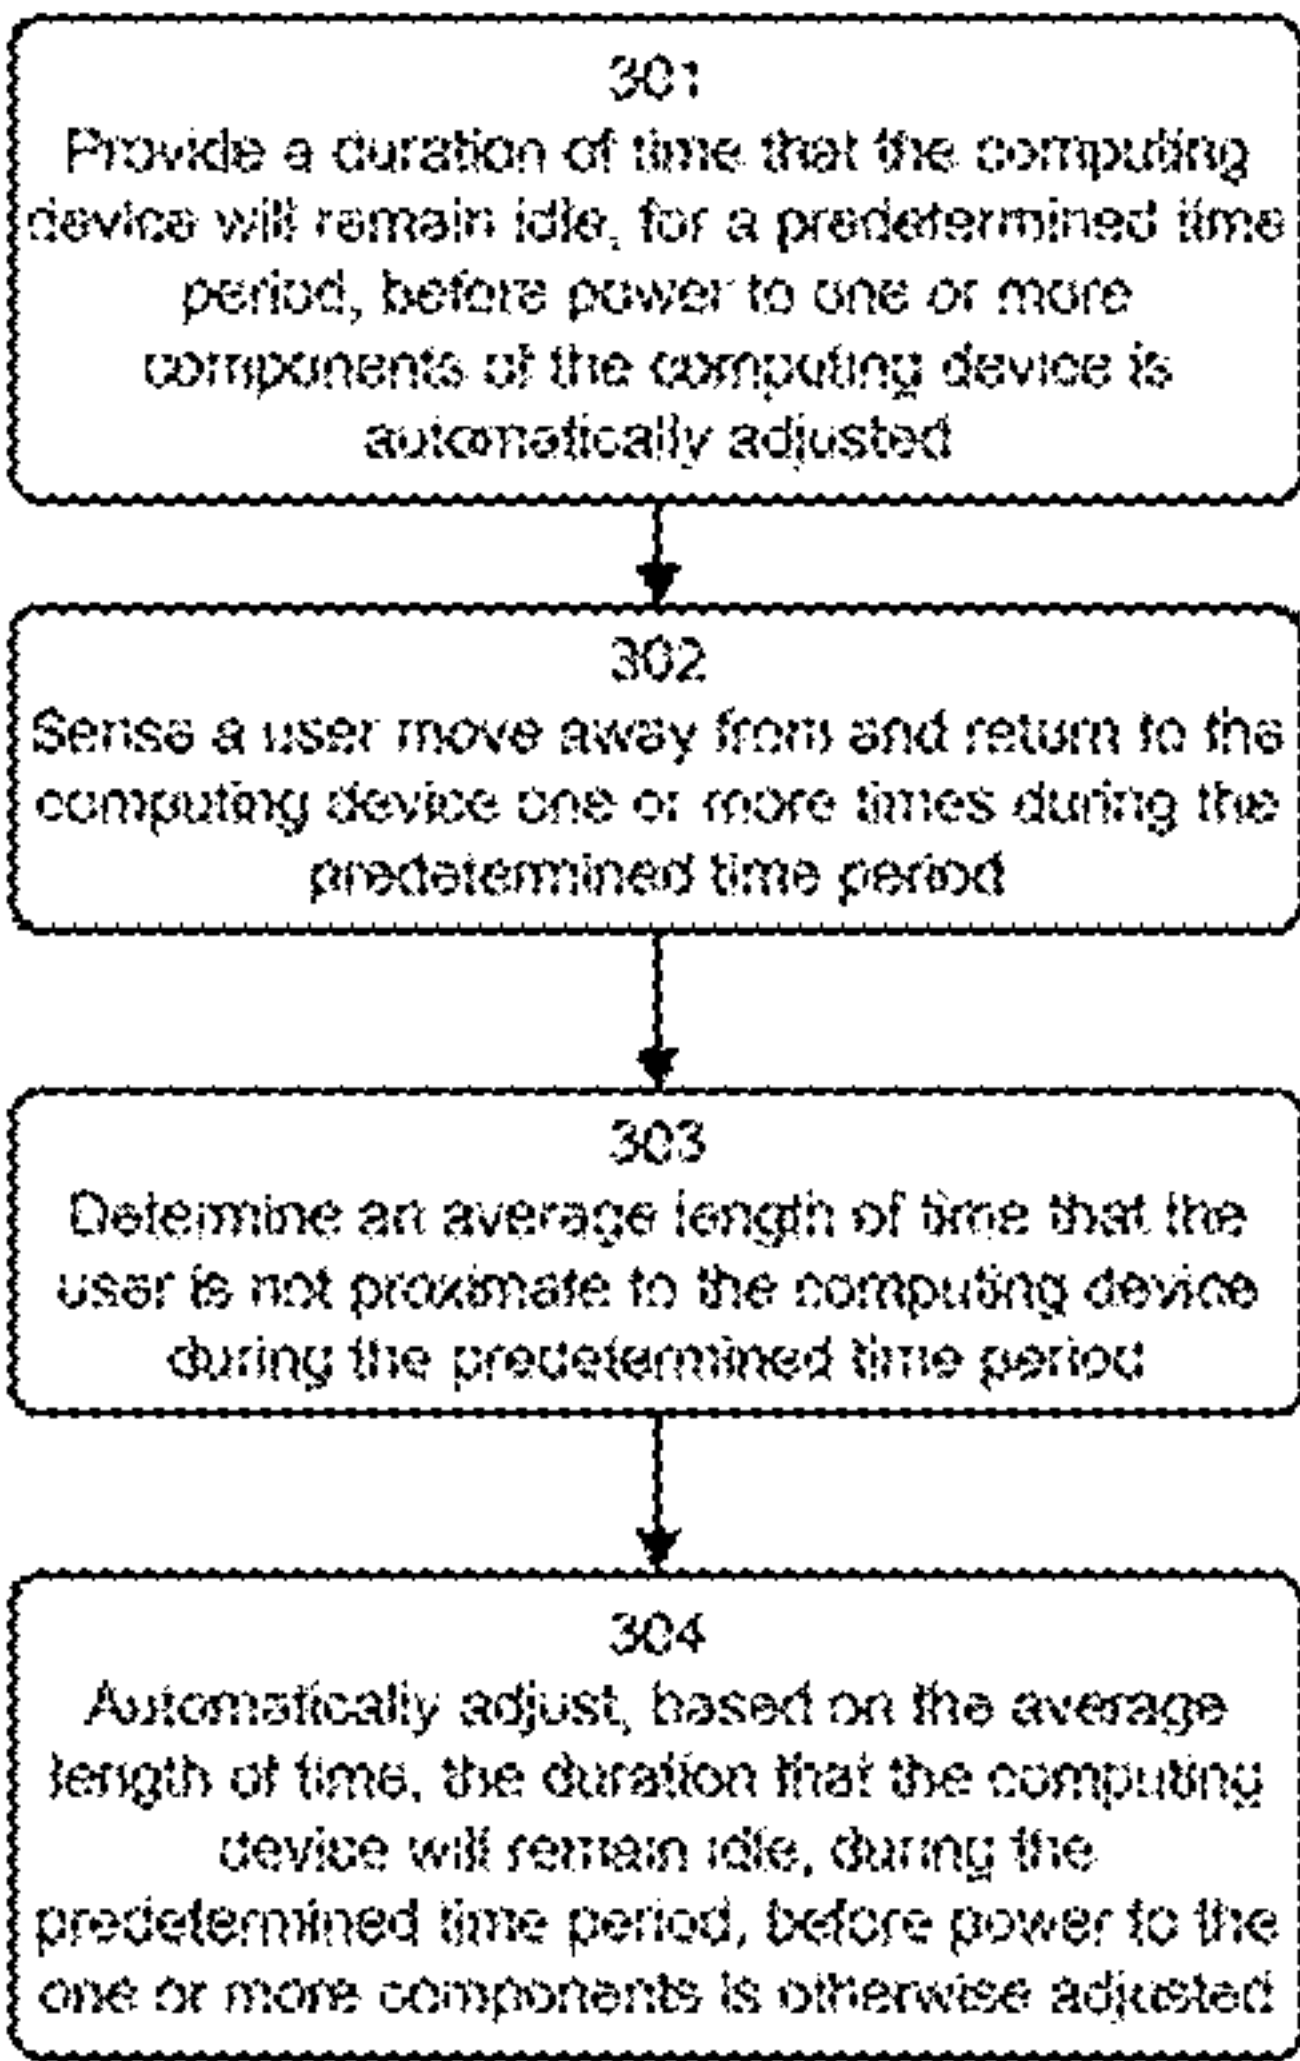 301
Provide a duration of time that the computing
device will remain idle, for a predetermined time
period, before power to one or more
components of the computing device is
automatically adjusted
302
Sense a user move away from and return to the
computing device one or more times during the
predetermined time period
303
Determine an average length of time that the
user is not proximate to the computing device
during the predetermined time period
304
Automatically adjust, based on the average
length of time, the duration that the computing
device will remain idle, during the
predetermined time period, before power to the
one or more components is otherwise adjusted